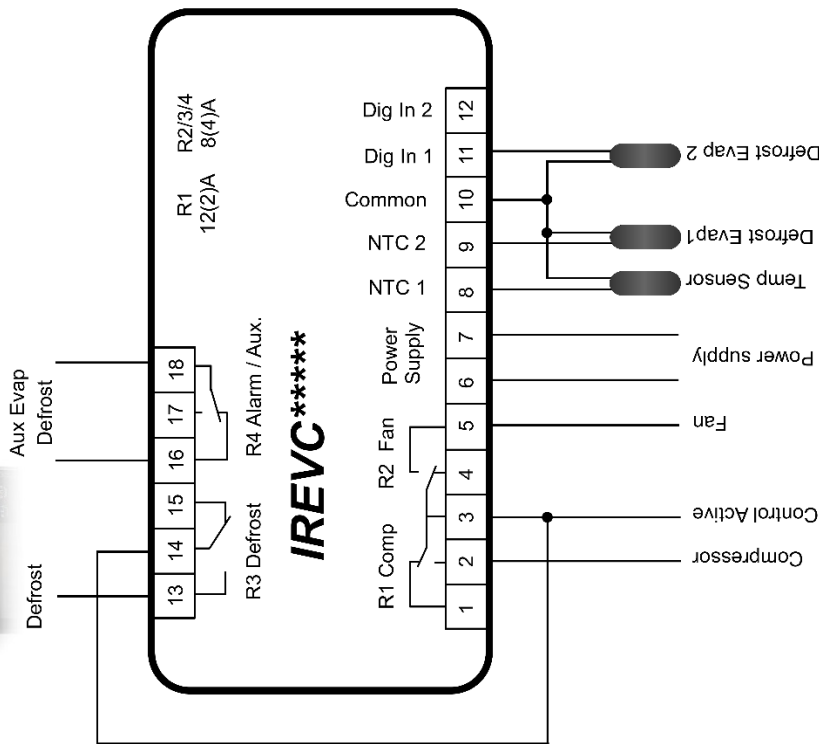 R1
12(2)A
R2/3/4
8(4)A
Dig In 2
12
Dig In 1
11
Common
10
NTC 2
9
NTC 1
8
Power
Supply
7
6
R2 Fan
5
4
R1 Comp
3
2
1
IREVC*****
R4 Alarm / Aux.
18
17
16
R3 Defrost
15
14
13
Aux Evap
Defrost
Defrost
Defrost Evap 2
Defrost Evap1
Temp Sensor
Power supply
Fan
Control Active
Compressor